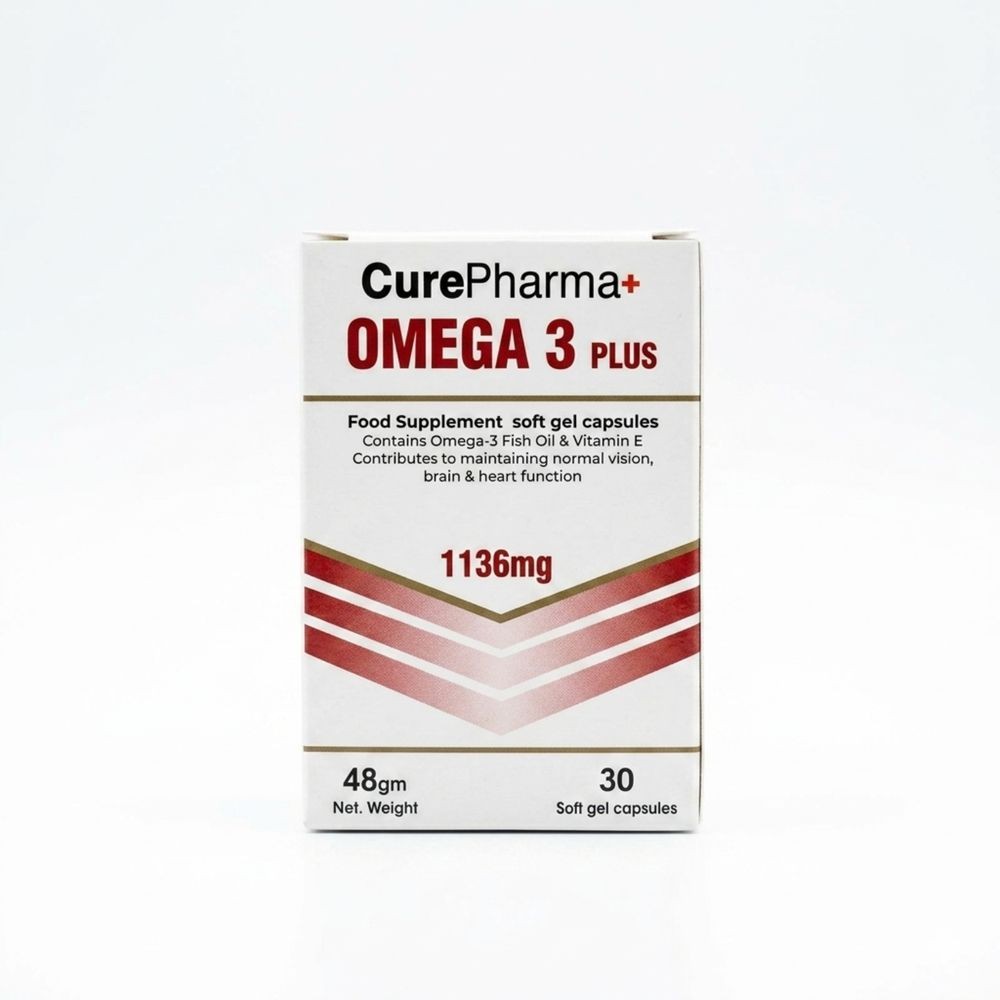 CurePharma+
OMEGA 3 PLUS
Food Supplement soft gel capsules
Contains Omega-3 Fish Oil & Vitamin E
Contributes to maintaining normal vision,
brain & heart function
1136mg
48gm
Net. Weight
30
Soft gel capsules